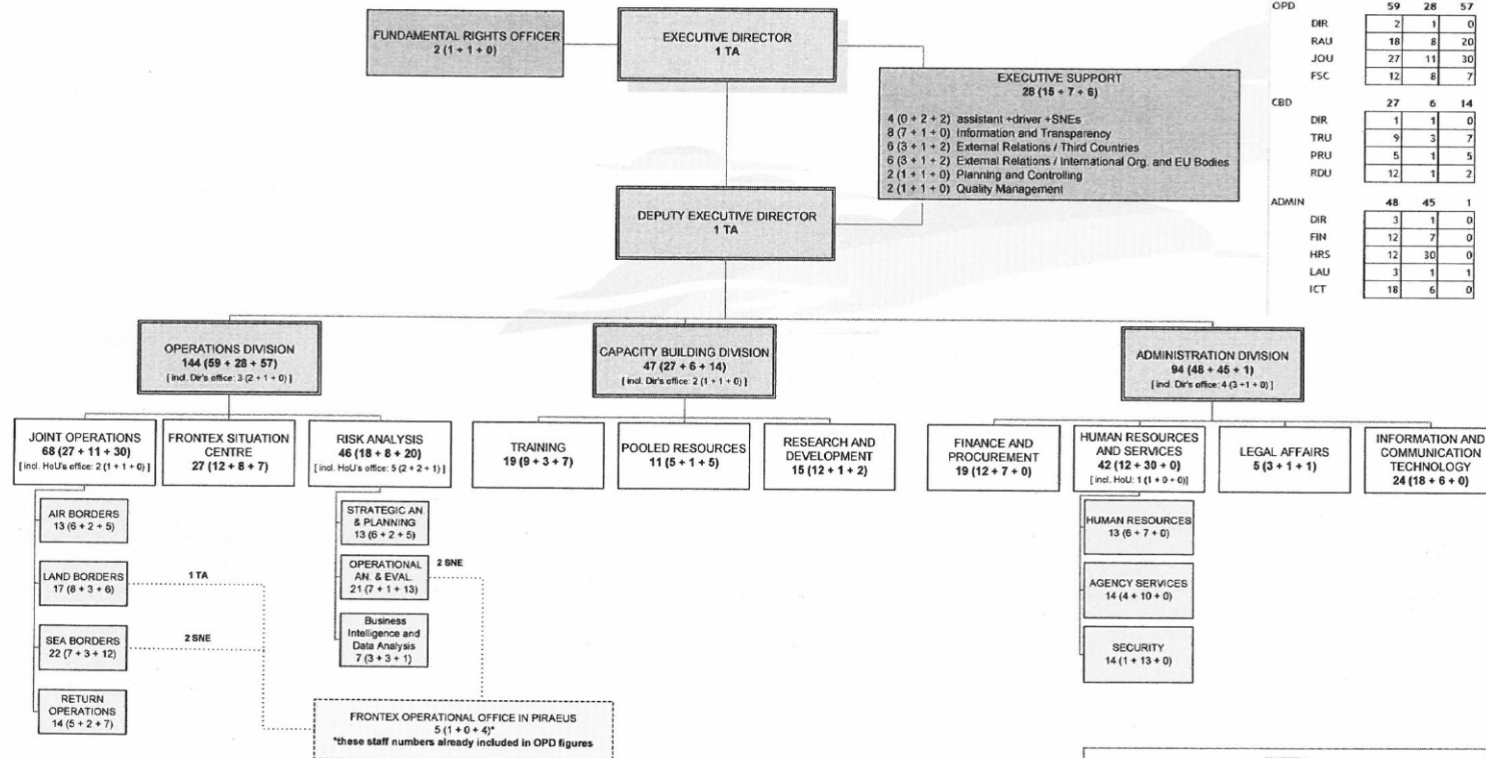 FUNDAMENTAL RIGHTS OFFICER
2 (1 + 1 + 0)
EXECUTIVE DIRECTOR
1 TA
EXECUTIVE SUPPORT
28 (15 + 7 + 6)
4 (0 + 2 + 2) assistant +driver +SNEs
8 (7 + 1 + 0) Information and Transparency
6 (3 + 1 + 2) External Relations / Third Countries
6 (3 + 1 + 2) External Relations / International Org. and EU Bodies
2 (1 + 1 + 0) Planning and Controlling
2 (1 + 1 + 0) Quality Management
DEPUTY EXECUTIVE DIRECTOR
1 TA
OPD 59 28 57
DIR 2 1 0
RAU 18 8 20
JOU 27 11 30
FSC 12 8 7
CBD 27 6 14
DIR 1 1 0
TRU 9 3 7
PRU 5 1 5
RDU 12 1 2
ADMIN 48 45 1
DIR 3 1 0
FIN 12 7 0
HRS 12 30 0
LAU 3 1 1
ICT 18 6 0
OPERATIONS DIVISION
144 (59 + 28 + 57)
[ incl. Dir's office: 3 (2 + 1 + 0) ]
CAPACITY BUILDING DIVISION
47 (27 + 6 + 14)
[ incl. Dir's office: 2 (1 + 1 + 0) ]
ADMINISTRATION DIVISION
94 (48 + 45 + 1)
[ incl. Dir's office: 4 (3 +1 + 0) ]
JOINT OPERATIONS
68 (27 + 11 + 30)
[ incl. HoU's office: 2 (1 + 1 + 0) ]
FRONTEX SITUATION
CENTRE
27 (12 + 8 + 7)
RISK ANALYSIS
46 (18 + 8 + 20)
[ incl. HoU's office: 5 (2 + 2 + 1) ]
TRAINING
19 (9 + 3 + 7)
POOLED RESOURCES
11 (5 + 1 + 5)
RESEARCH AND
DEVELOPMENT
15 (12 + 1 + 2)
FINANCE AND
PROCUREMENT
19 (12 + 7 + 0)
HUMAN RESOURCES
AND SERVICES
42 (12 + 30 + 0)
[ incl. HoU: 1 (1 + 0 + 0)]
LEGAL AFFAIRS
5 (3 + 1 + 1)
INFORMATION AND
COMMUNICATION
TECHNOLOGY
24 (18 + 6 + 0)
AIR BORDERS
13 (6 + 2 + 5)
LAND BORDERS
17 (8 + 3 + 6)
1 TA
SEA BORDERS
22 (7 + 3 + 12)
2 SNE
RETURN
OPERATIONS
14 (5 + 2 + 7)
STRATEGIC AN.
& PLANNING
13 (6 + 2 + 5)
OPERATIONAL
AN. & EVAL.
21 (7 + 1 + 13)
2 SNE
Business
Intelligence and
Data Analysis
7 (3 + 3 + 1)
FRONTEX OPERATIONAL OFFICE IN PIRAEUS
5 (1 + 0 + 4)*
*these staff numbers already included in OPD figures
HUMAN RESOURCES
13 (6 + 7 + 0)
AGENCY SERVICES
14 (4 + 10 + 0)
SECURITY
14 (1 + 13 + 0)